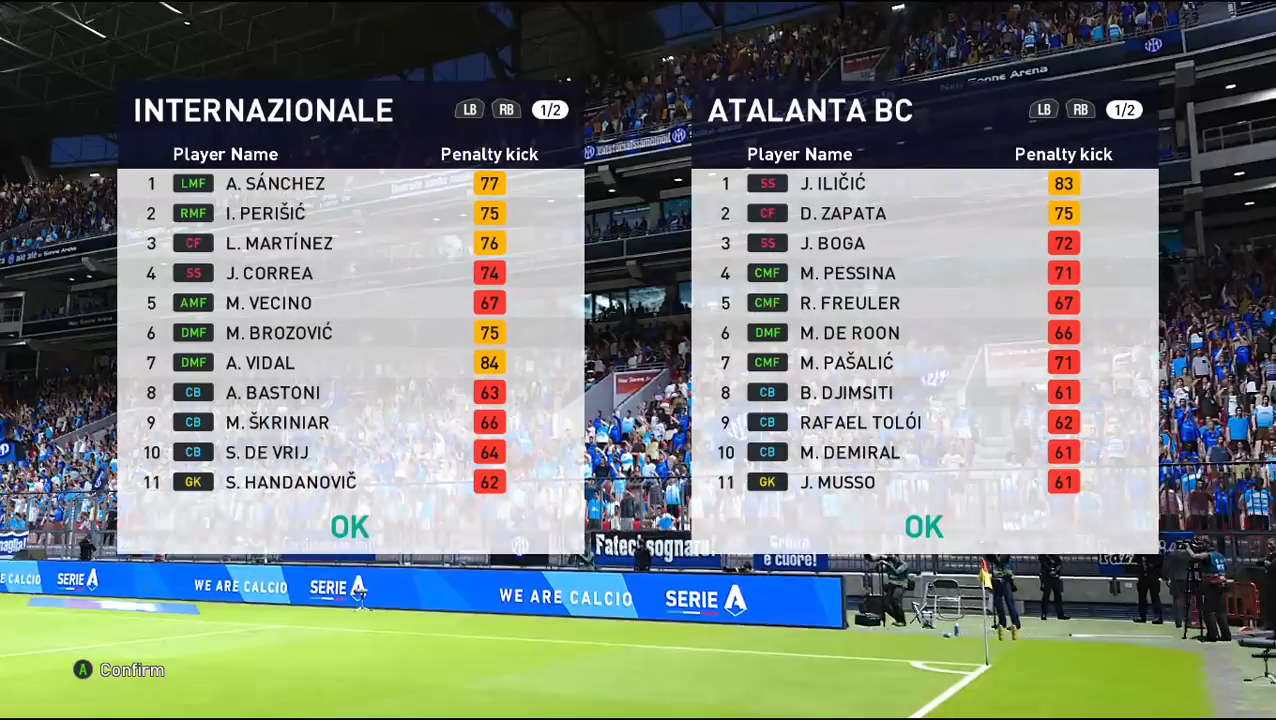 New Sonne Arena
INTERNAZIONALE LB RB 1/2
Player Name Penalty kick
1 LMF A. SÁNCHEZ 77
2 RMF I. PERIŠIĆ 75
3 CF L. MARTÍNEZ 76
4 SS J. CORREA 74
5 AMF M. VECINO 67
6 DMF M. BROZOVIĆ 75
7 DMF A. VIDAL 84
8 CB A. BASTONI 63
9 CB M. ŠKRINIAR 66
10 CB S. DE VRIJ 64
11 GK S. HANDANOVIČ 62
OK
ATALANTA BC LB RB 1/2
Player Name Penalty kick
1 SS J. ILIČIĆ 83
2 CF D. ZAPATA 75
3 SS J. BOGA 72
4 CMF M. PESSINA 71
5 CMF R. FREULER 67
6 DMF M. DE ROON 66
7 CMF M. PAŠALIĆ 71
8 CB B. DJIMSITI 61
9 CB RAFAEL TOLÓI 62
10 CB M. DEMIRAL 61
11 GK J. MUSSO 61
OK
Fateci sognare!
e cuore!
E CALCIO SERIE A WE ARE CALCIO SERIE A WE ARE CALCIO SERIE A
A Confirm